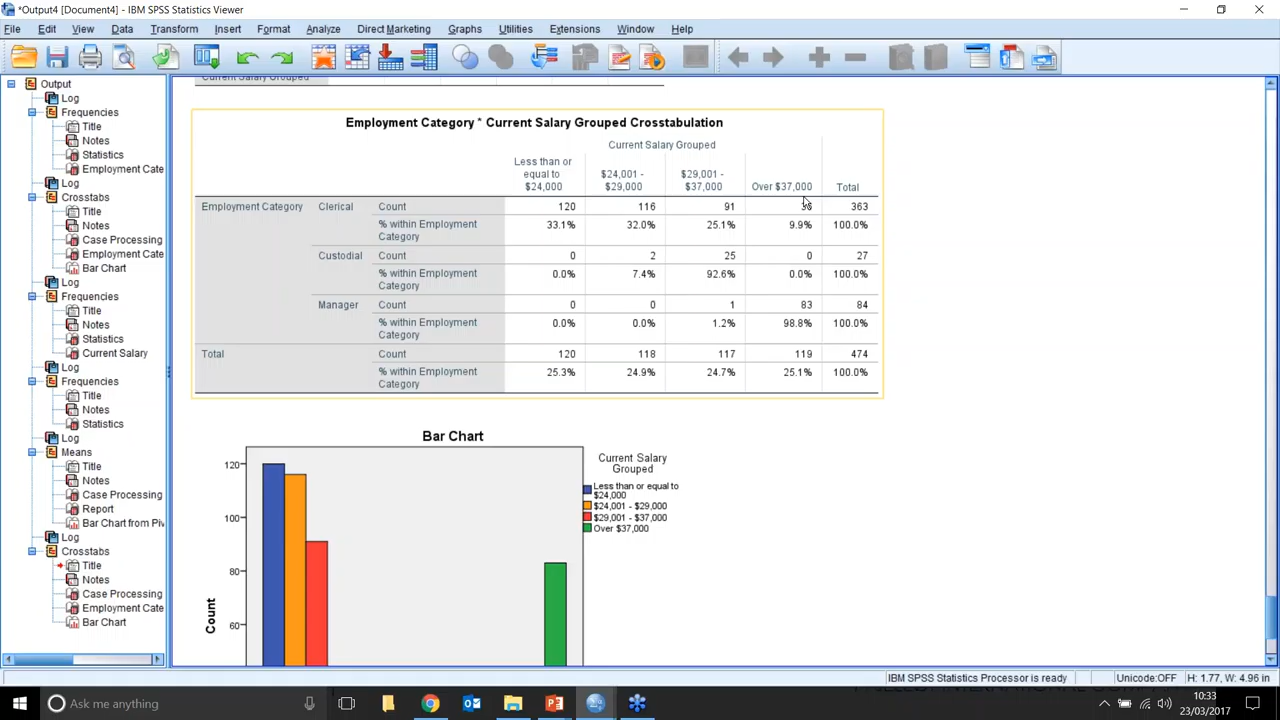 *Output4 [Document4] - IBM SPSS Statistics Viewer
File Edit View Data Transform Insert Format Analyze Direct Marketing Graphs Utilities Extensions Window Help
Output
Log
Frequencies
Title
Notes
Statistics
Employment Cate
Log
Crosstabs
Title
Notes
Case Processing
Employment Cate
Bar Chart
Log
Frequencies
Title
Notes
Statistics
Current Salary
Log
Frequencies
Title
Notes
Statistics
Log
Means
Title
Notes
Case Processing
Report
Bar Chart from Piv
Log
Crosstabs
Title
Notes
Case Processing
Employment Cate
Bar Chart
Current Salary Grouped
Employment Category * Current Salary Grouped Crosstabulation
Current Salary Grouped
Less than or equal to $24,000
$24,001 - $29,000
$29,001 - $37,000
Over $37,000
Total
Employment Category Clerical Count 120 116 91 363
% within Employment Category 33.1% 32.0% 25.1% 9.9% 100.0%
Custodial Count 0 2 25 0 27
% within Employment Category 0.0% 7.4% 92.6% 0.0% 100.0%
Manager Count 0 0 1 83 84
% within Employment Category 0.0% 0.0% 1.2% 98.8% 100.0%
Total Count 120 118 117 119 474
% within Employment Category 25.3% 24.9% 24.7% 25.1% 100.0%
Bar Chart
120
100
80
60
Count
Current Salary
Grouped
Less than or equal to
$24,000
$24,001 - $29,000
$29,001 - $37,000
Over $37,000
IBM SPSS Statistics Processor is ready Unicode:OFF H: 1.77, W: 4.96 in
Ask me anything
10:33
23/03/2017